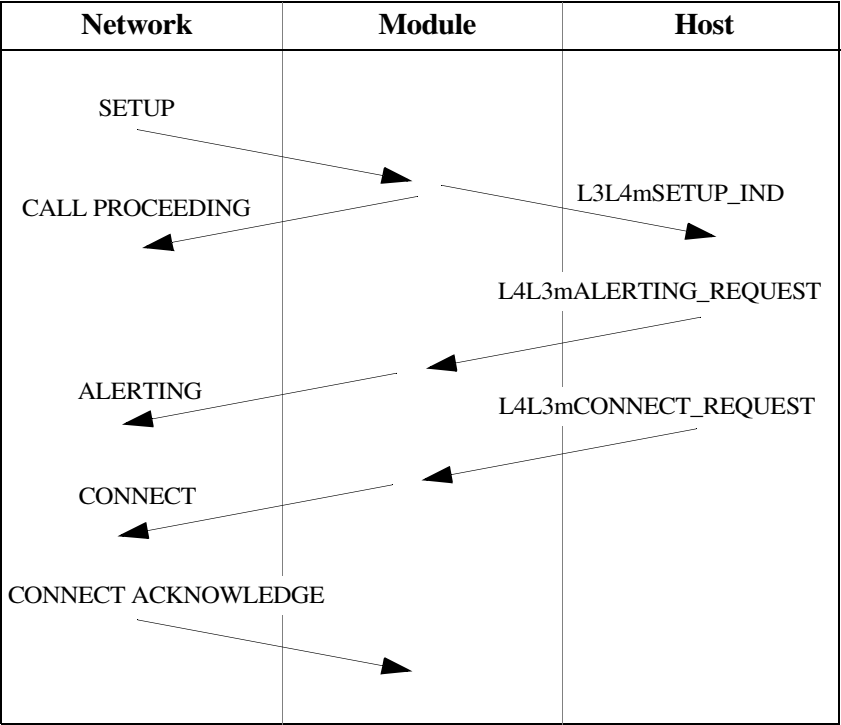 Network Module Host
SETUP
L3L4mSETUP_IND
CALL PROCEEDING
L4L3mALERTING_REQUEST
ALERTING
L4L3mCONNECT_REQUEST
CONNECT
CONNECT ACKNOWLEDGE